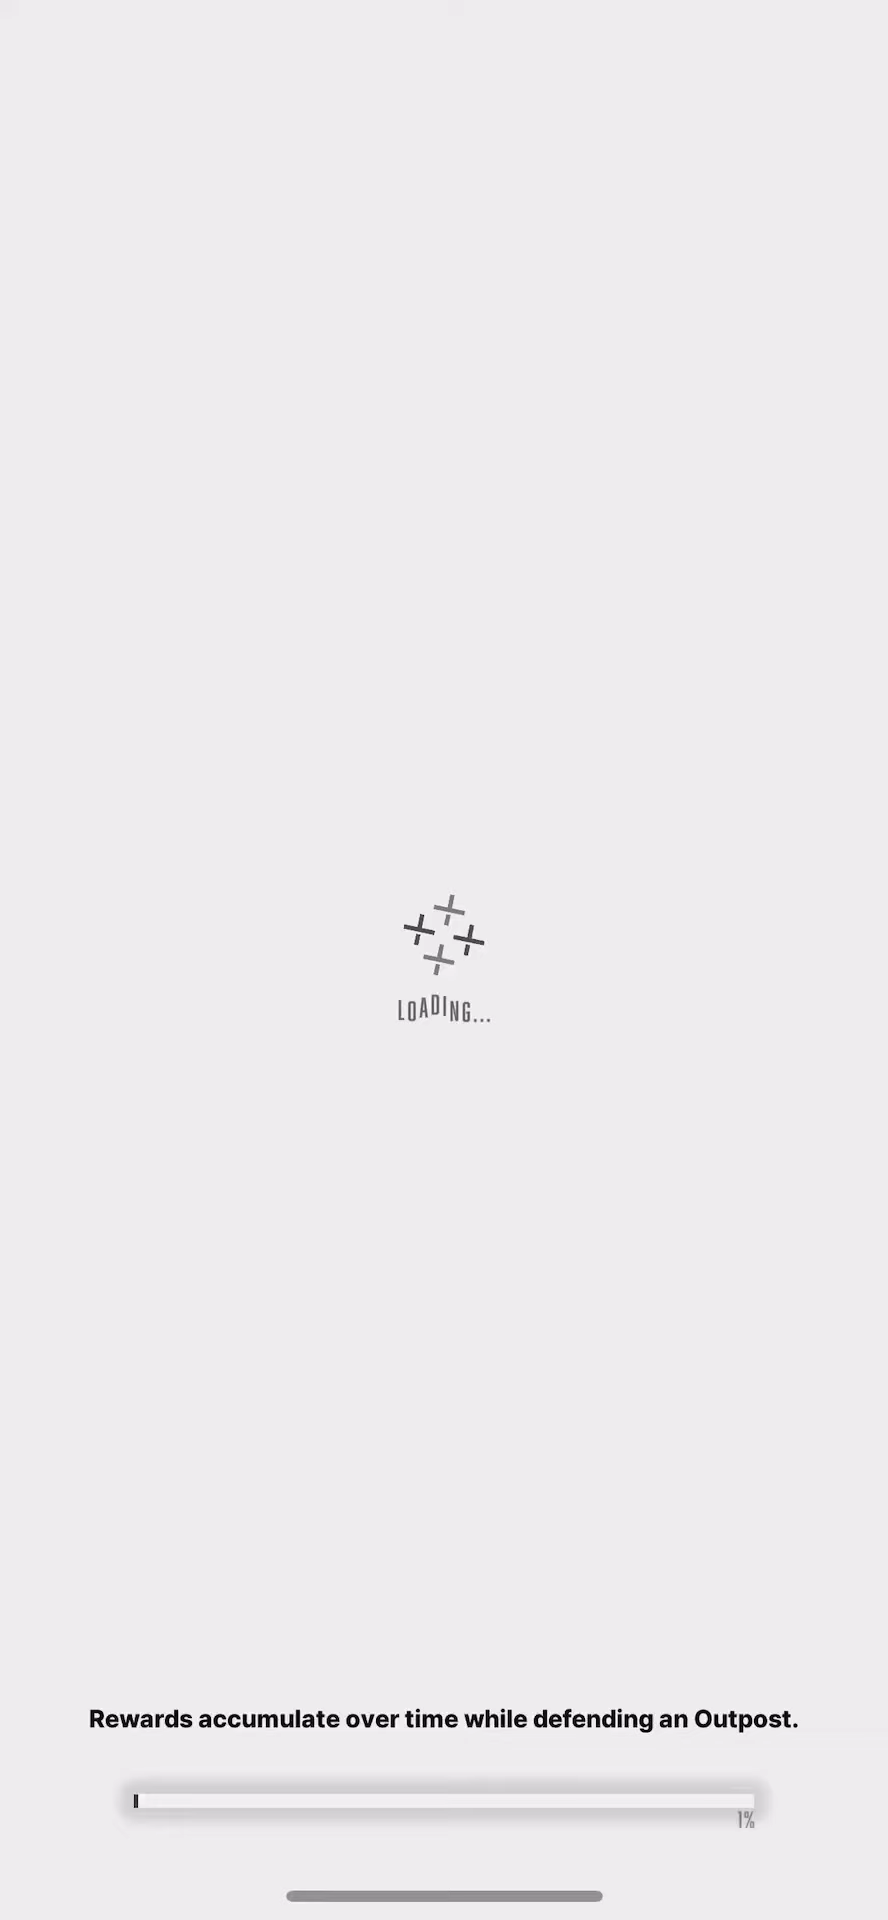 LOADING...
Rewards accumulate over time while defending an Outpost.
1%